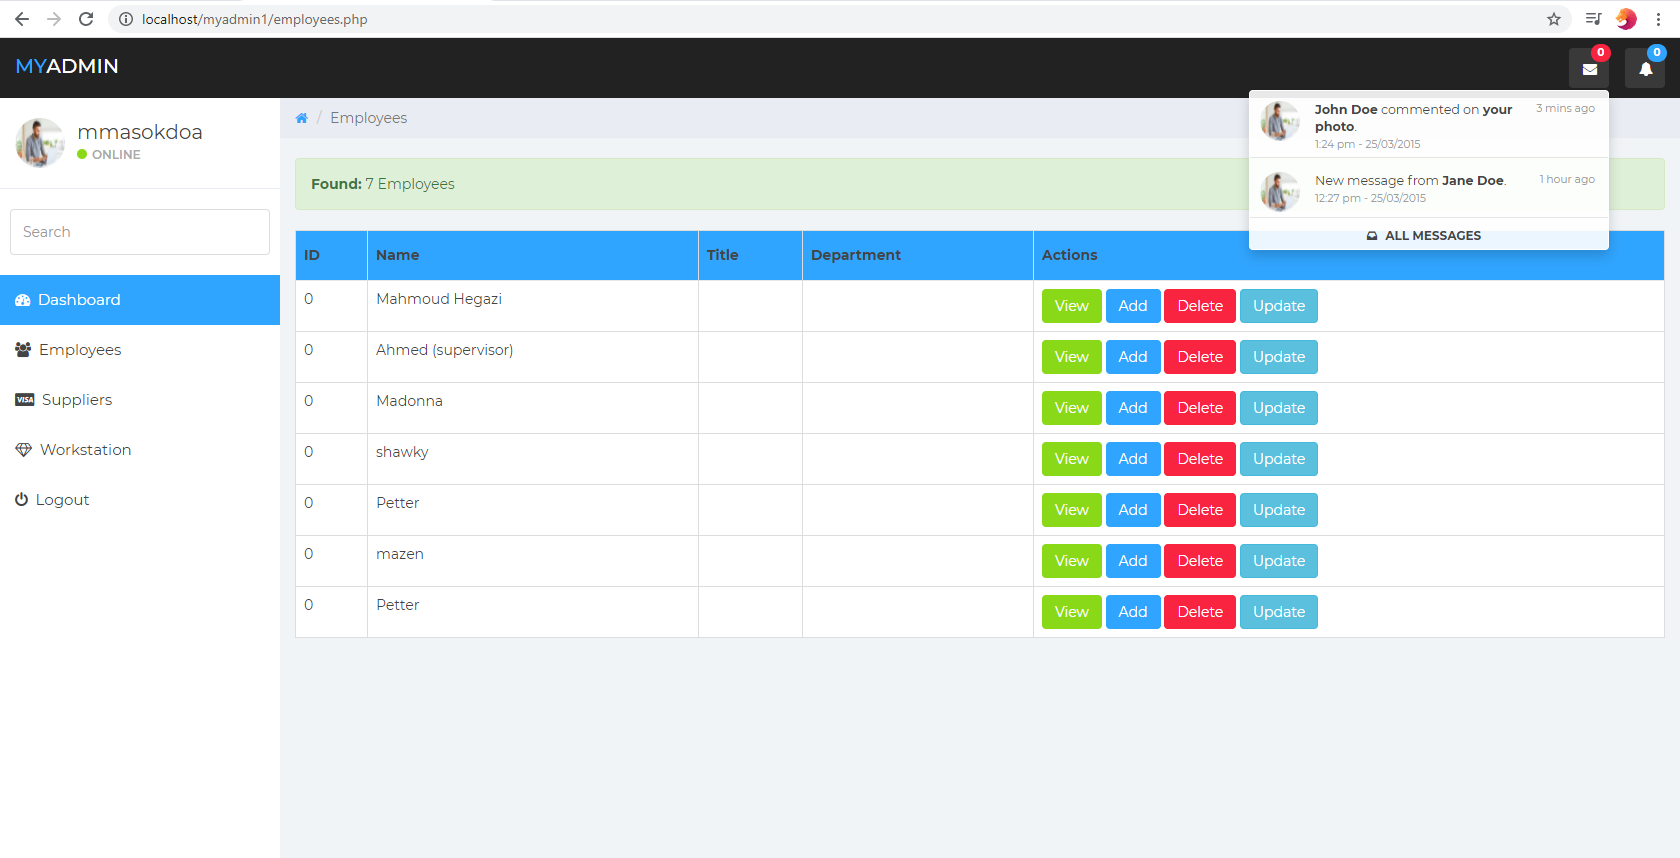 localhost/myadmin1/employees.php
MYADMIN
0
0
mmasokdoa
ONLINE
Search
Dashboard
Employees
VISA Suppliers
Workstation
Logout
/ Employees
John Doe commented on your
photo.
3 mins ago
1:24 pm - 25/03/2015
New message from Jane Doe.
1 hour ago
12:27 pm - 25/03/2015
ALL MESSAGES
Found: 7 Employees
ID Name Title Department Actions
0 Mahmoud Hegazi View Add Delete Update
0 Ahmed (supervisor) View Add Delete Update
0 Madonna View Add Delete Update
0 shawky View Add Delete Update
0 Petter View Add Delete Update
0 mazen View Add Delete Update
0 Petter View Add Delete Update